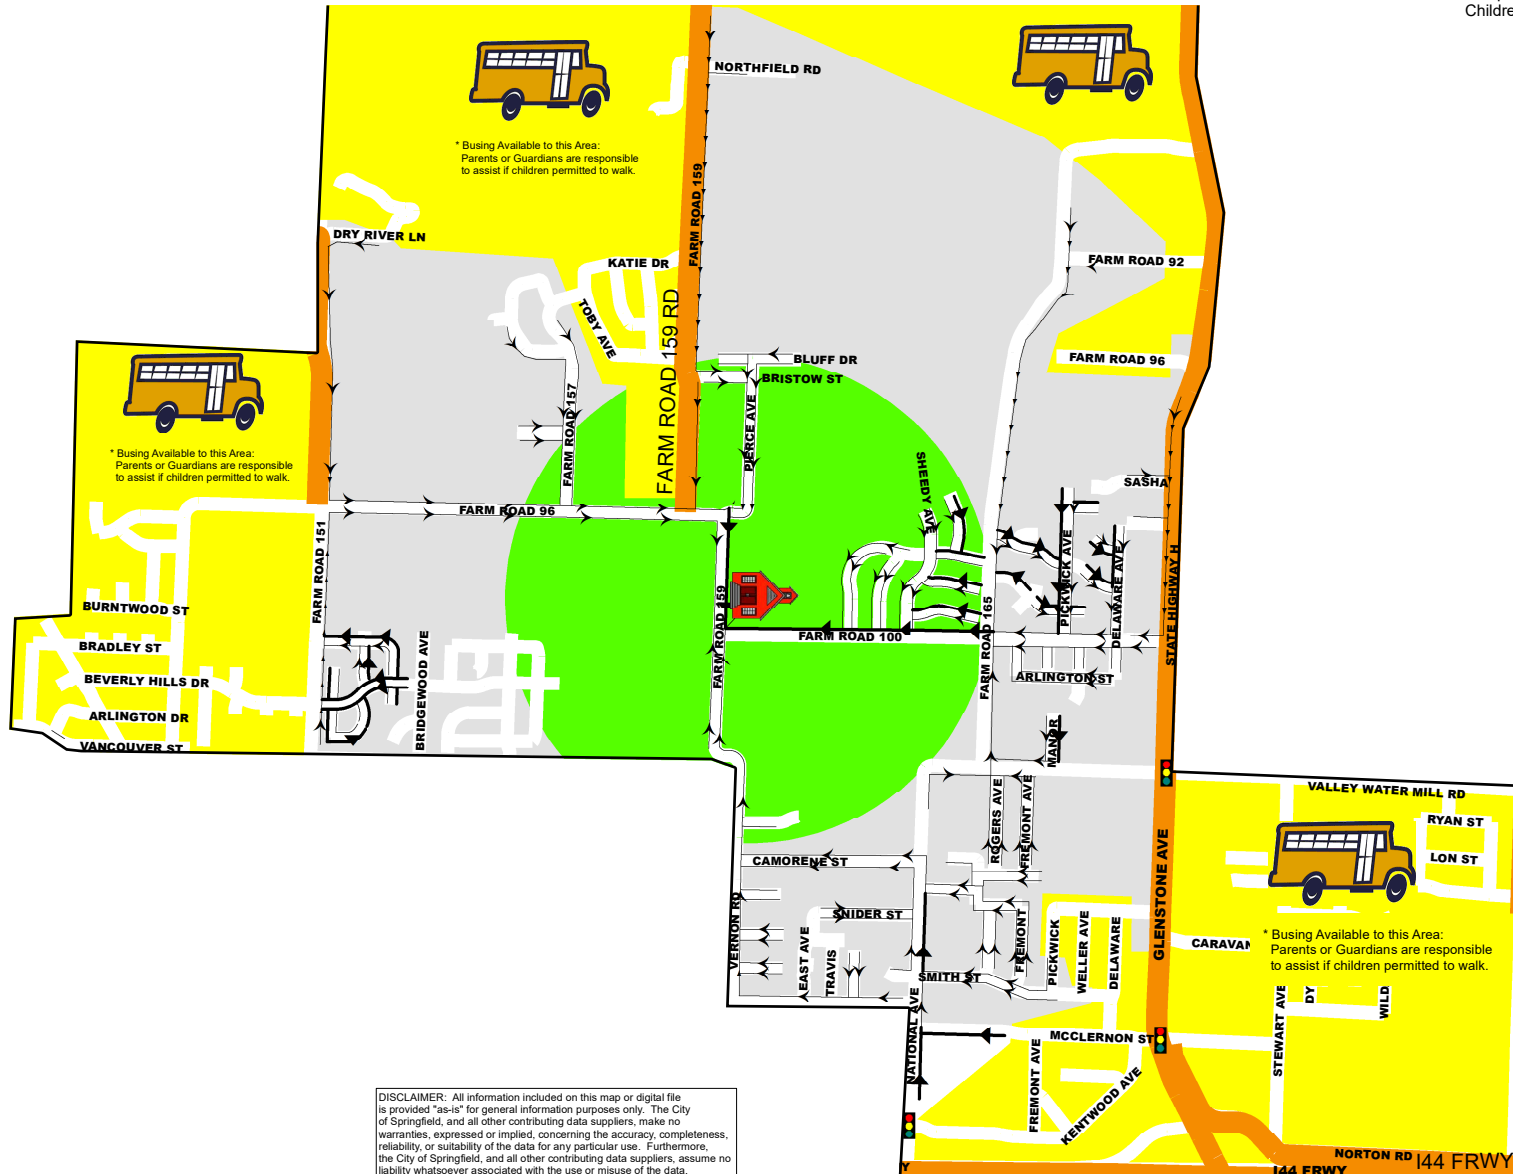 Childre
NORTHFIELD RD
* Busing Available to this Area:
Parents or Guardians are responsible
to assist if children permitted to walk.
FARM ROAD 159
DRY RIVER LN
KATIE DR
FARM ROAD 92
TOBY AVE
FARM ROAD 159 RD
BLUFF DR
FARM ROAD 96
BRISTOW ST
FARM ROAD 157
PIERCE AVE
* Busing Available to this Area:
Parents or Guardians are responsible
to assist if children permitted to walk.
SHEEDY AVE
SASHA
FARM ROAD 96
FARM ROAD 151
PICKWICK AVE
DELAWARE AVE
STATE HIGHWAY H
BURNTWOOD ST
FARM ROAD 159
FARM ROAD 165
FARM ROAD 100
BRADLEY ST
BRIDGEWOOD AVE
BEVERLY HILLS DR
ARLINGTON ST
ARLINGTON DR
MANOR
VANCOUVER ST
VALLEY WATER MILL RD
ROGERS AVE
FREMONT AVE
RYAN ST
GLENSTONE AVE
CAMORENE ST
LON ST
VERNON RD
SNIDER ST
EAST AVE
TRAVIS
FREMONT
PICKWICK
WELLER AVE
DELAWARE
CARAVAN
* Busing Available to this Area:
Parents or Guardians are responsible
to assist if children permitted to walk.
SMITH ST
NATIONAL AVE
STEWART AVE
DY
WILD
MCCLERNON ST
FREMONT AVE
KENTWOOD AVE
DISCLAIMER: All information included on this map or digital file
is provided "as-is" for general information purposes only. The City
of Springfield, and all other contributing data suppliers, make no
warranties, expressed or implied, concerning the accuracy, completeness,
reliability, or suitability of the data for any particular use. Furthermore,
the City of Springfield, and all other contributing data suppliers, assume no
liability whatsoever associated with the use or misuse of the data.
NORTON RD
I44 FRWY
Y
I44 FRWY